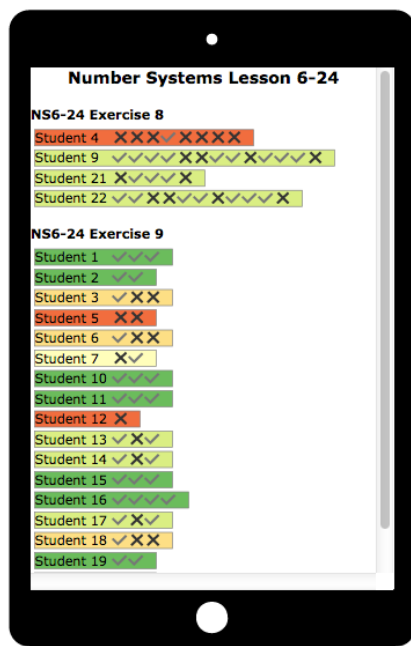 Number Systems Lesson 6-24
NS6-24 Exercise 8
Student 4 ✕✕✕✓✕✕✕✕
Student 9 ✓✓✓✓✕✕✓✓✕✓✓✓✕
Student 21 ✕✓✓✓✕
Student 22 ✓✓✕✕✓✓✕✓✓✓✕
NS6-24 Exercise 9
Student 1 ✓✓✓
Student 2 ✓✓
Student 3 ✓✕✕
Student 5 ✕✕
Student 6 ✓✕✕
Student 7 ✕✓
Student 10 ✓✓✓
Student 11 ✓✓✓
Student 12 ✕
Student 13 ✓✕✓
Student 14 ✓✕✓
Student 15 ✓✓✓
Student 16 ✓✓✓✓
Student 17 ✓✕✓
Student 18 ✓✕✕
Student 19 ✓✓